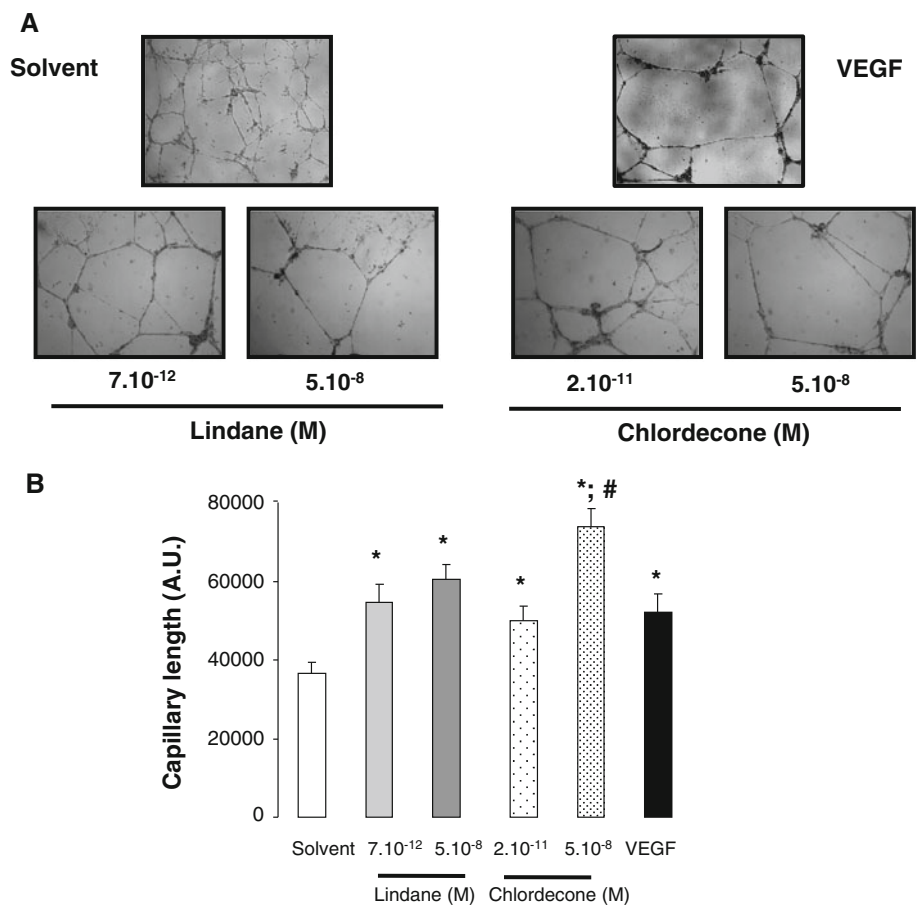 A
Solvent
VEGF
7.10⁻¹²
5.10⁻⁸
2.10⁻¹¹
5.10⁻⁸
Lindane (M)
Chlordecone (M)
B
Capillary length (A.U.)
80000
60000
40000
20000
0
*
*
*
*; #
*
Solvent
7.10⁻¹²
5.10⁻⁸
2.10⁻¹¹
5.10⁻⁸
VEGF
Lindane (M)
Chlordecone (M)